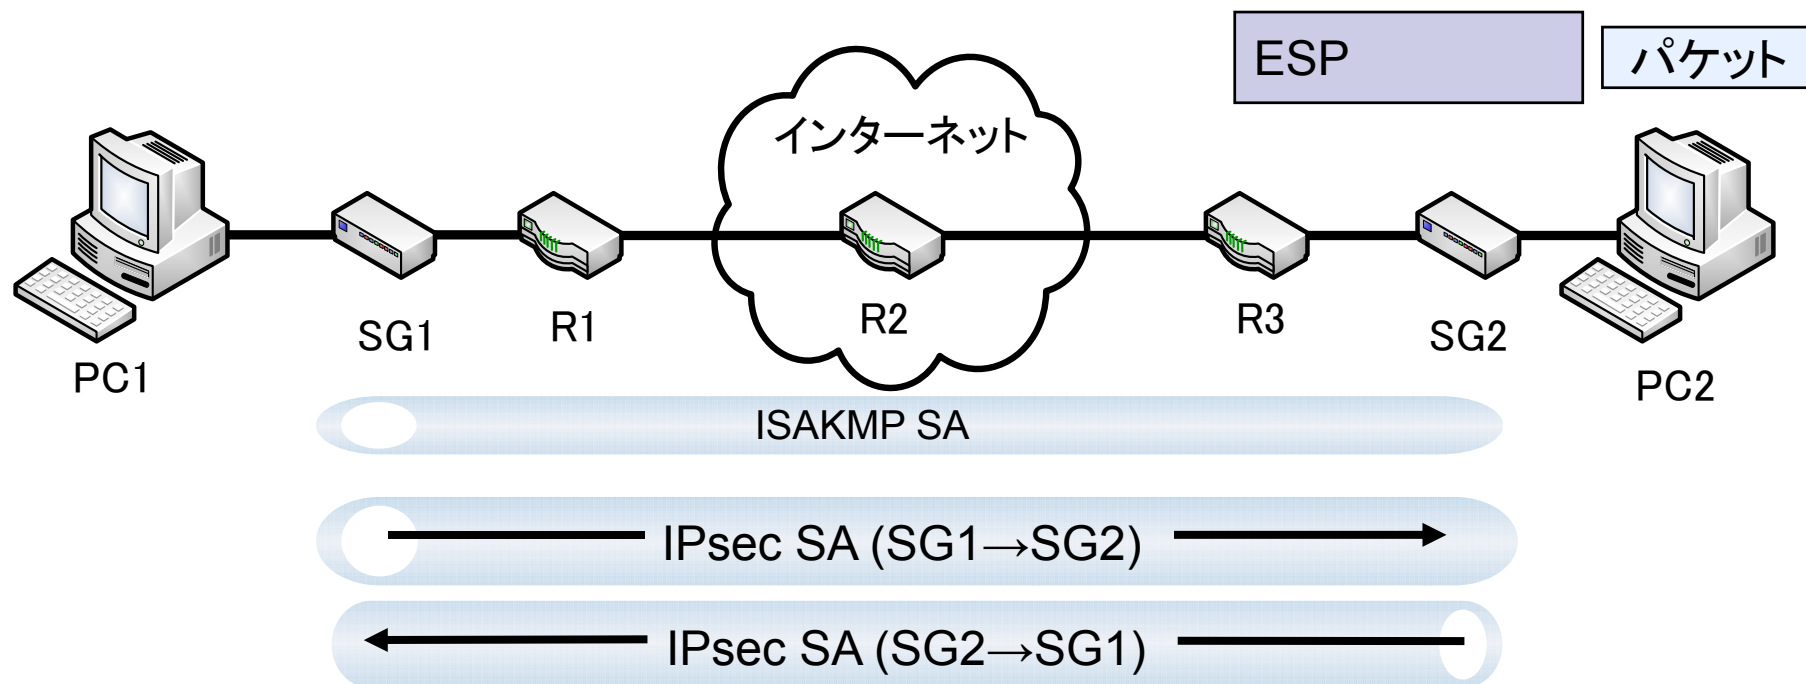 ESP
パケット
インターネット
PC1
SG1
R1
R2
R3
SG2
PC2
ISAKMP SA
IPsec SA (SG1→SG2)
IPsec SA (SG2→SG1)